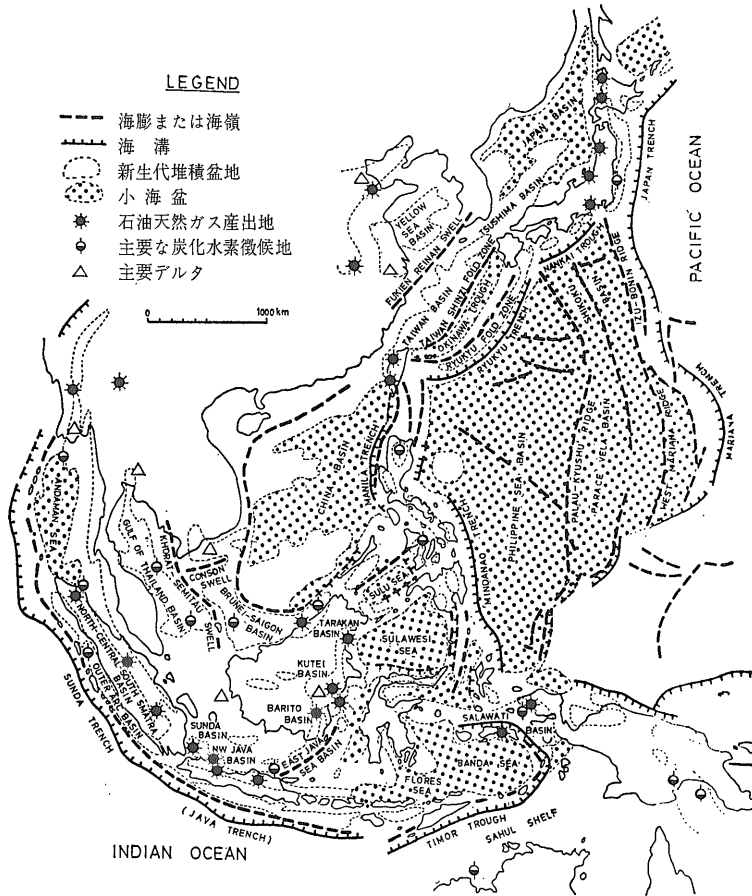 LEGEND
海膨または海嶺
海 溝
新生代堆積盆地
小海盆
石油天然ガス産出地
主要な炭化水素徴候地
主要デルタ
0 1000 km
JAPAN BASIN
JAPAN TRENCH
PACIFIC OCEAN
YELLOW
SEA
BASIN
TSUSHIMA BASIN
FUKIEN REINAN SWELL
TAIWAN BASIN
TAIWAN SHINZI FOLD ZONE
OKINAWA TROUGH
RYUKYU FOLD ZONE
RYUKYU TRENCH
NANKAI TROUGH
SHIKOKU
BASIN
IZU-BONIN RIDGE
MARIANA
TRENCH
WEST MARIANA RIDGE
PARACE VELA BASIN
PALAU-KYUSHU RIDGE
PHILIPPINE SEA BASIN
CHINA BASIN
MANILA TRENCH
MINDANAO TRENCH
ANDAMAN SEA
GULF OF
THAILAND BASIN
KHORAT SEMITAU SWELL
CONSON
SWELL
BRUNEI-SAIGON
BASIN
SULU SEA
TARAKAN
BASIN
SULAWESI
SEA
KUTEI
BASIN
BARITO
BASIN
NORTH CENTRAL
BASIN
SOUTH SMATRA
BASIN
OUTER ARC BASIN
SUNDA TRENCH
SUNDA
BASIN
NW JAVA
BASIN
EAST JAVA
SEA BASIN
SALAWATI
BASIN
BANDA SEA
FLORES
SEA
(JAVA TRENCH)
TIMOR TROUGH
SAHUL SHELF
INDIAN OCEAN